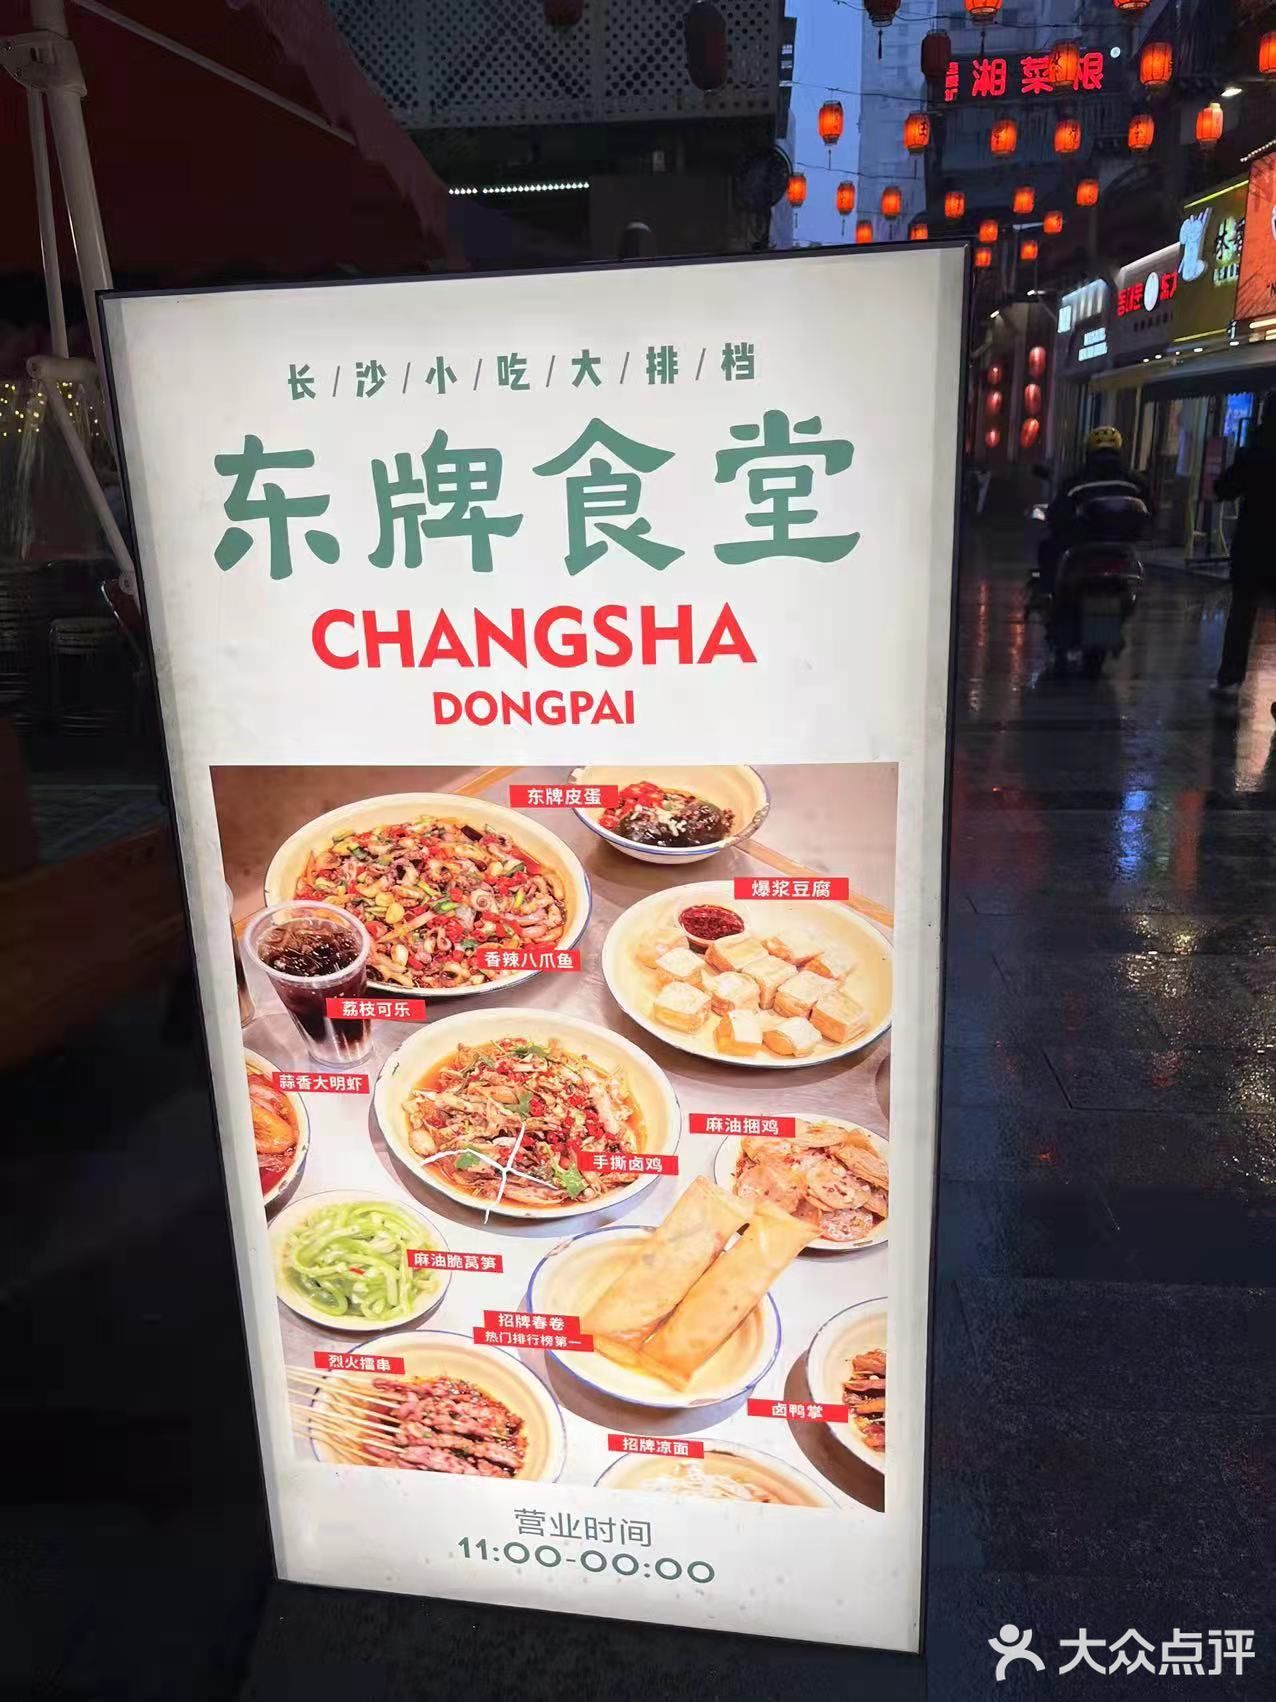 湘菜根
长/沙/小/吃/大/排/档
东牌食堂
CHANGSHA
DONGPAI
东牌皮蛋
爆浆豆腐
香辣八爪鱼
荔枝可乐
蒜香大明虾
麻油捆鸡
手撕卤鸡
麻油脆莴笋
招牌春卷
热门排行榜第一
烈火擂串
卤鸭掌
招牌凉面
营业时间
11:00-00:00
大众点评